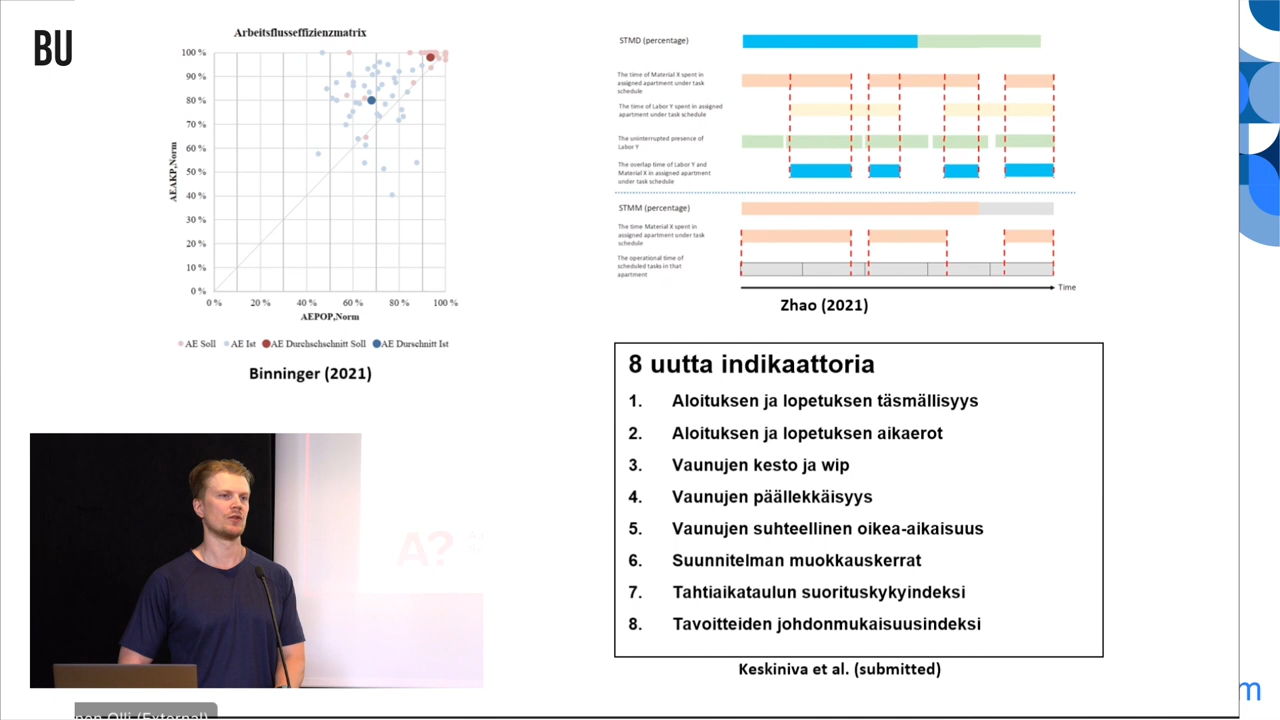 BU
Arbeitsflusseffizienzmatrix
100 %
90 %
80 %
70 %
60 %
50 %
40 %
30 %
20 %
10 %
0 %
AEAKP,Norm
0 %
20 %
40 %
60 %
80 %
100 %
AEPOP,Norm
AE Soll
AE Ist
AE Durchschschnitt Soll
AE Durschnitt Ist
Binninger (2021)
STMD (percentage)
The time of Material X spent in
assigned apartment under task
schedule
The time of Labor Y spent in assigned
apartment under task schedule
The uninterrupted presence of
Labor Y
The overlap time of Labor Y and
Material X in assigned apartment
under task schedule
STMM (percentage)
The time Material X spent in
assigned apartment under task
schedule
The operational time of
scheduled tasks in that
apartment
Time
Zhao (2021)
8 uutta indikaattoria
1. Aloituksen ja lopetuksen täsmällisyys
2. Aloituksen ja lopetuksen aikaerot
3. Vaunujen kesto ja wip
4. Vaunujen päällekkäisyys
5. Vaunujen suhteellinen oikea-aikaisuus
6. Suunnitelman muokkauskerrat
7. Tahtiaikataulun suorituskykyindeksi
8. Tavoitteiden johdonmukaisuusindeksi
Keskiniva et al. (submitted)
A?
Olli (External)
m